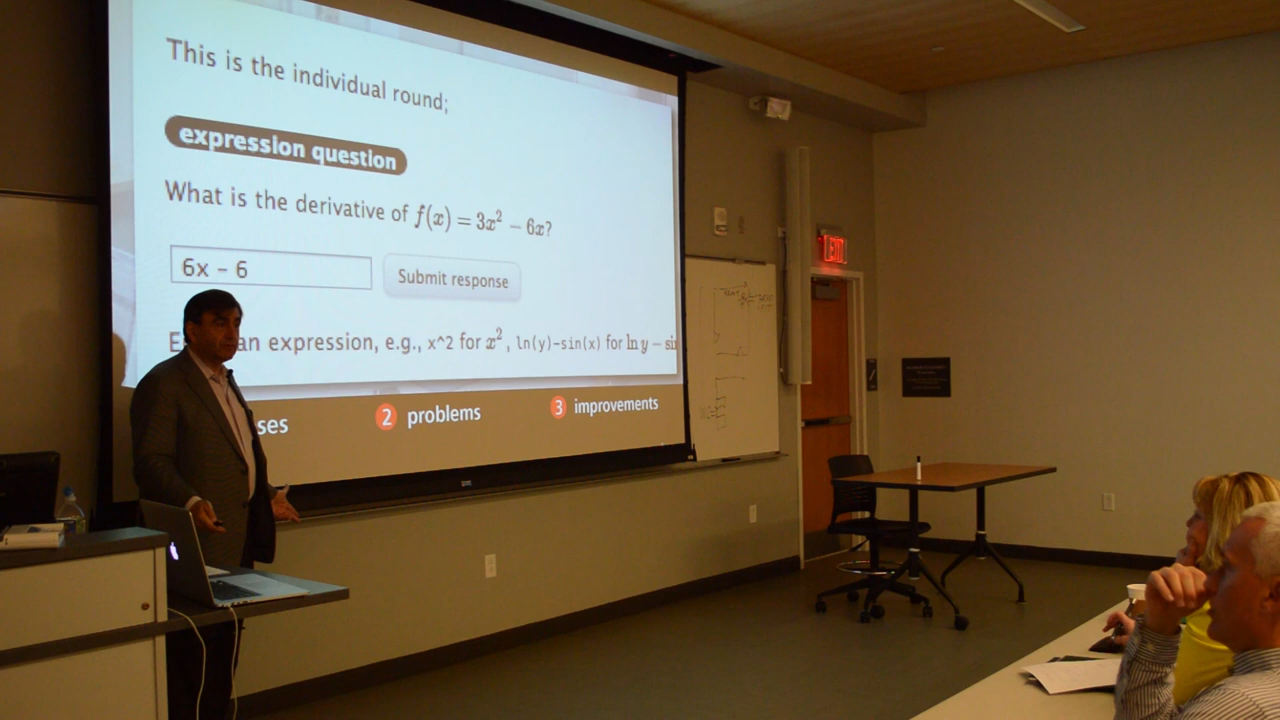 This is the individual round;
expression question
What is the derivative of f(x) = 3x² − 6x?
6x − 6
Submit response
an expression, e.g., x^2 for x², ln(y)-sin(x) for ln y − sin
ses
2 problems
3 improvements
EXIT